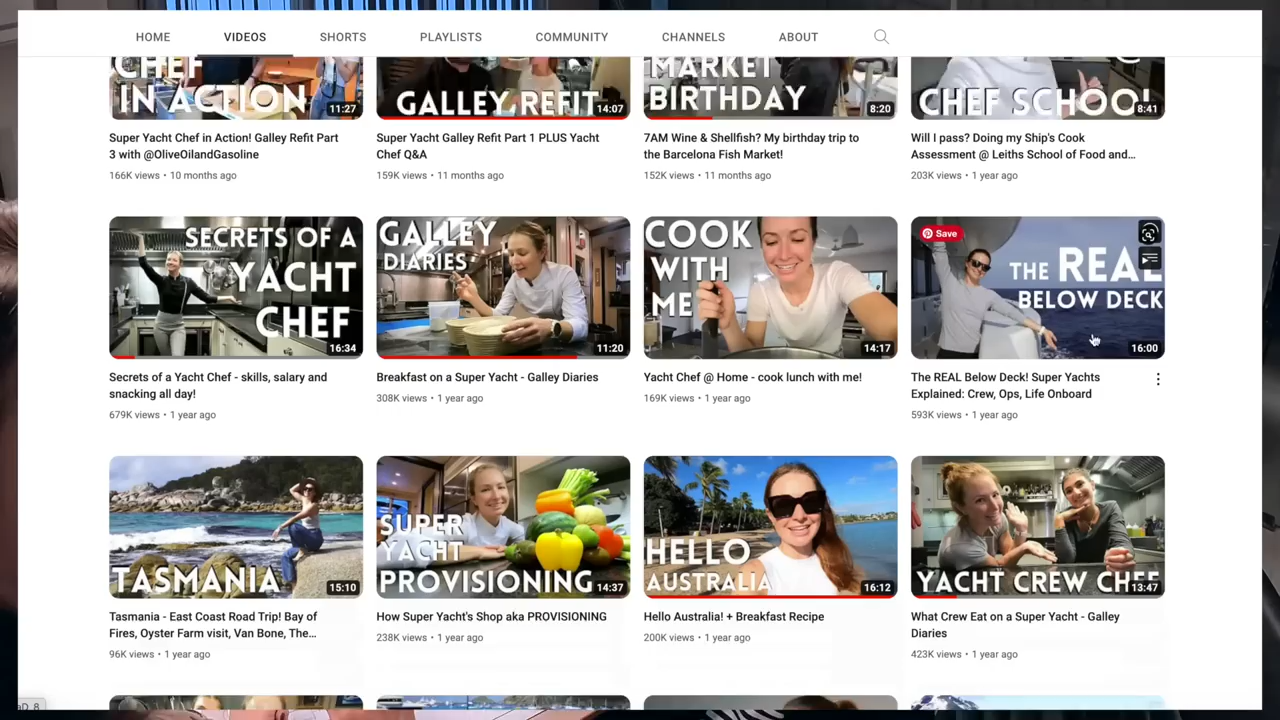 HOME VIDEOS SHORTS PLAYLISTS COMMUNITY CHANNELS ABOUT
CHEF
IN ACTION
11:27
GALLEY REFIT
14:07
MARKET
BIRTHDAY
8:20
CHEF SCHOOL
8:41
Super Yacht Chef in Action! Galley Refit Part
3 with @OliveOilandGasoline
166K views • 10 months ago
Super Yacht Galley Refit Part 1 PLUS Yacht
Chef Q&A
159K views • 11 months ago
7AM Wine & Shellfish? My birthday trip to
the Barcelona Fish Market!
152K views • 11 months ago
Will I pass? Doing my Ship's Cook
Assessment @ Leiths School of Food and…
203K views • 1 year ago
SECRETS OF A
YACHT
CHEF
16:34
GALLEY
DIARIES
11:20
COOK
WITH
ME
14:17
Save
THE REAL
BELOW DECK
16:00
Secrets of a Yacht Chef - skills, salary and
snacking all day!
679K views • 1 year ago
Breakfast on a Super Yacht - Galley Diaries
308K views • 1 year ago
Yacht Chef @ Home - cook lunch with me!
169K views • 1 year ago
The REAL Below Deck! Super Yachts
Explained: Crew, Ops, Life Onboard
593K views • 1 year ago
TASMANIA
15:10
SUPER
YACHT
PROVISIONING
14:37
HELLO
AUSTRALIA
16:12
YACHT CREW CHEF
13:47
Tasmania - East Coast Road Trip! Bay of
Fires, Oyster Farm visit, Van Bone, The…
96K views • 1 year ago
How Super Yacht's Shop aka PROVISIONING
238K views • 1 year ago
Hello Australia! + Breakfast Recipe
200K views • 1 year ago
What Crew Eat on a Super Yacht - Galley
Diaries
423K views • 1 year ago